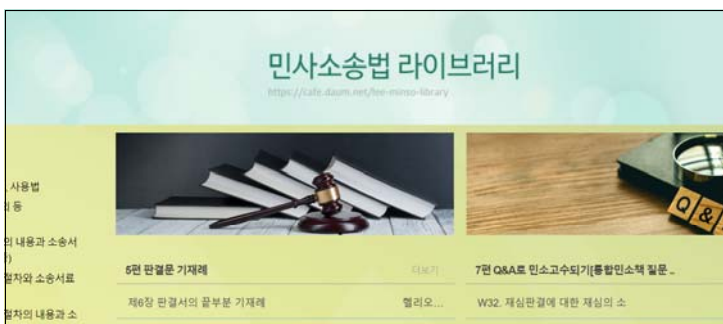 민사소송법 라이브러리
https://cafe.daum.net/lee-minso-library
사용법
등
의 내용과 소송서
절차와 소송서료
절차의 내용과 소
Q&
5편 판결문 기재례
더보기
7편 Q&A로 민소고수되기[통합민소책 질문 ..
제6장 판결서의 끝부분 기재례
헬리오...
W32. 재심판결에 대한 재심의 소